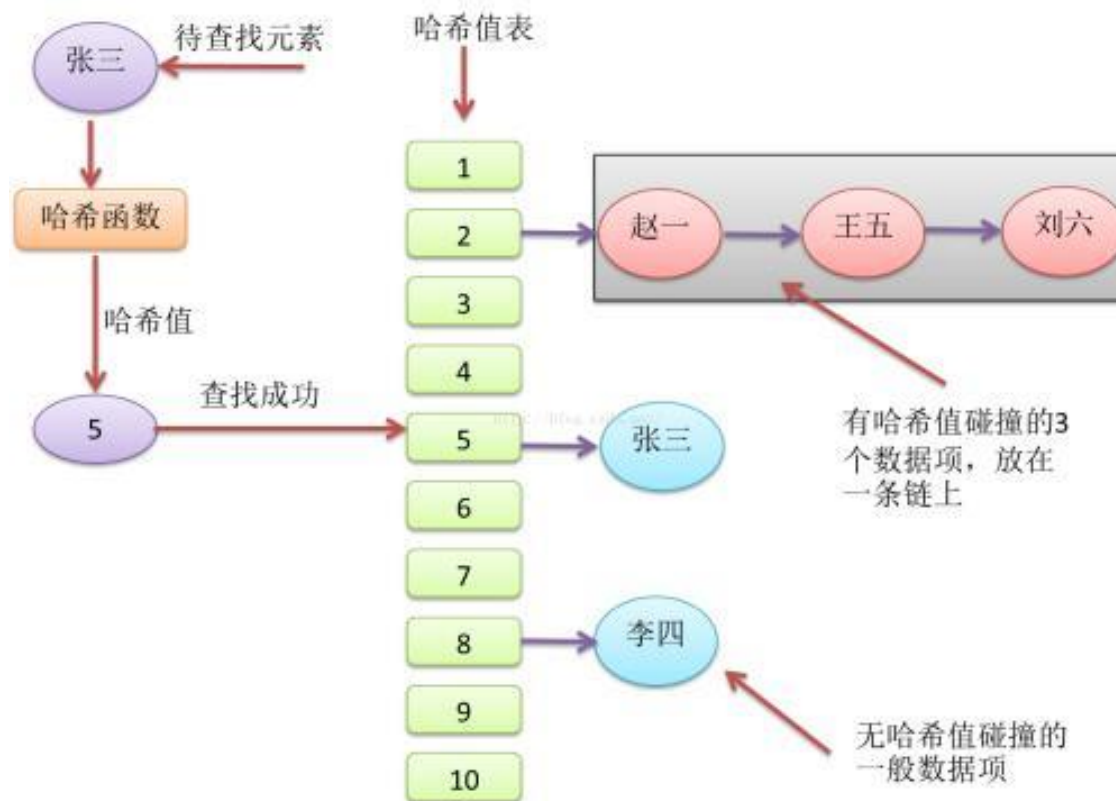 张三
待查找元素
哈希函数
哈希值
5
查找成功
哈希值表
1
2
3
4
5
6
7
8
9
10
赵一
王五
刘六
有哈希值碰撞的3
个数据项，放在
一条链上
张三
李四
无哈希值碰撞的
一般数据项